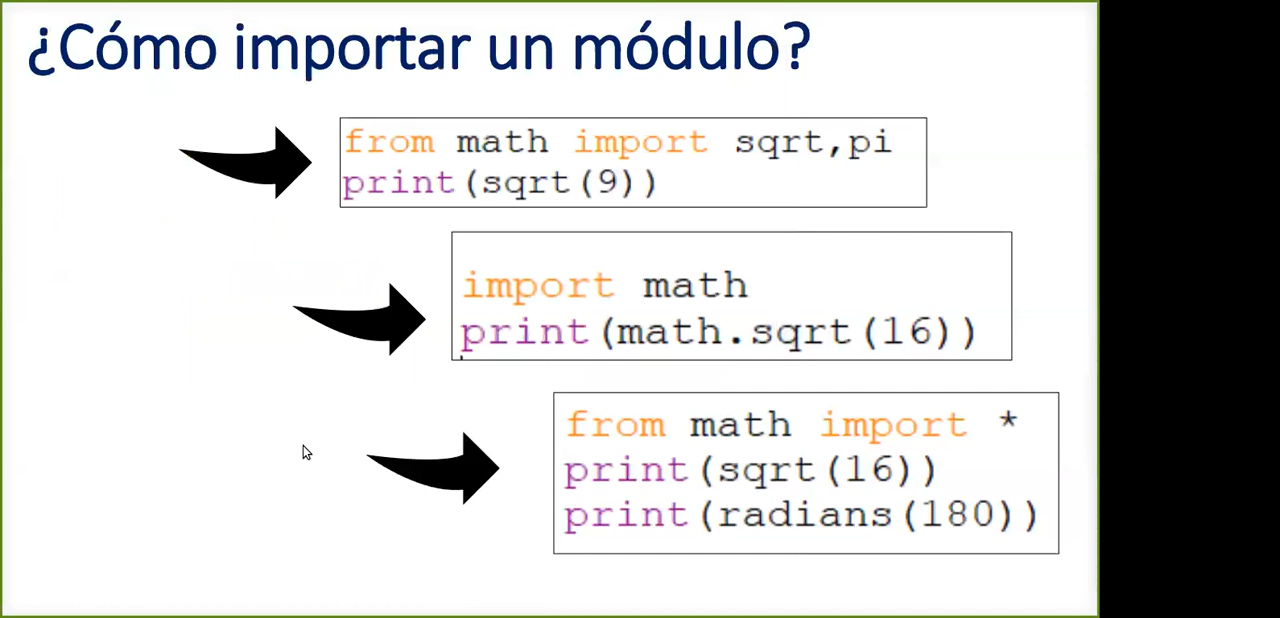 ¿Cómo importar un módulo?
from math import sqrt,pi
print(sqrt(9))
import math
print(math.sqrt(16))
from math import *
print(sqrt(16))
print(radians(180))